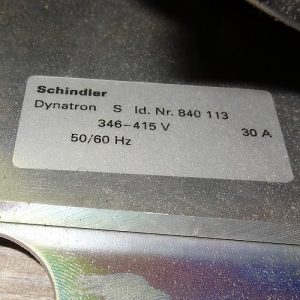 Schindler
Dynatron S Id. Nr. 840 113
346-415 V 30 A
50/60 Hz